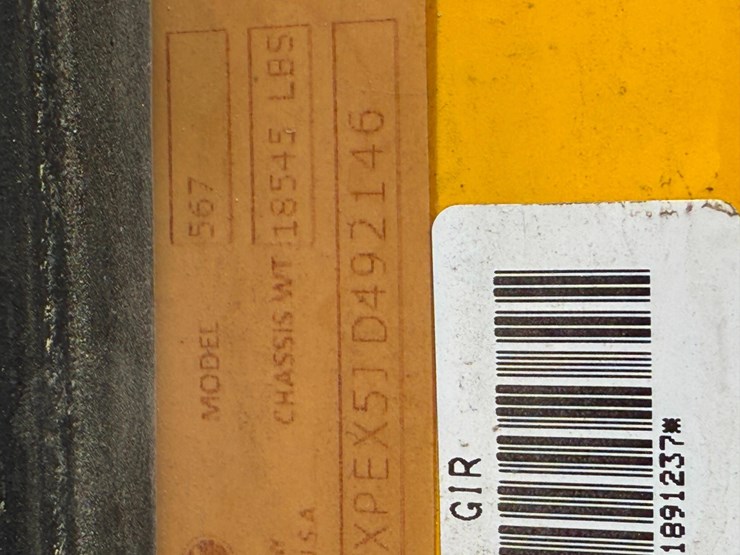 MODEL 567
CHASSIS WT 18545 LBS
U.S.A
XPEX5JD492146
GIR
1891237*